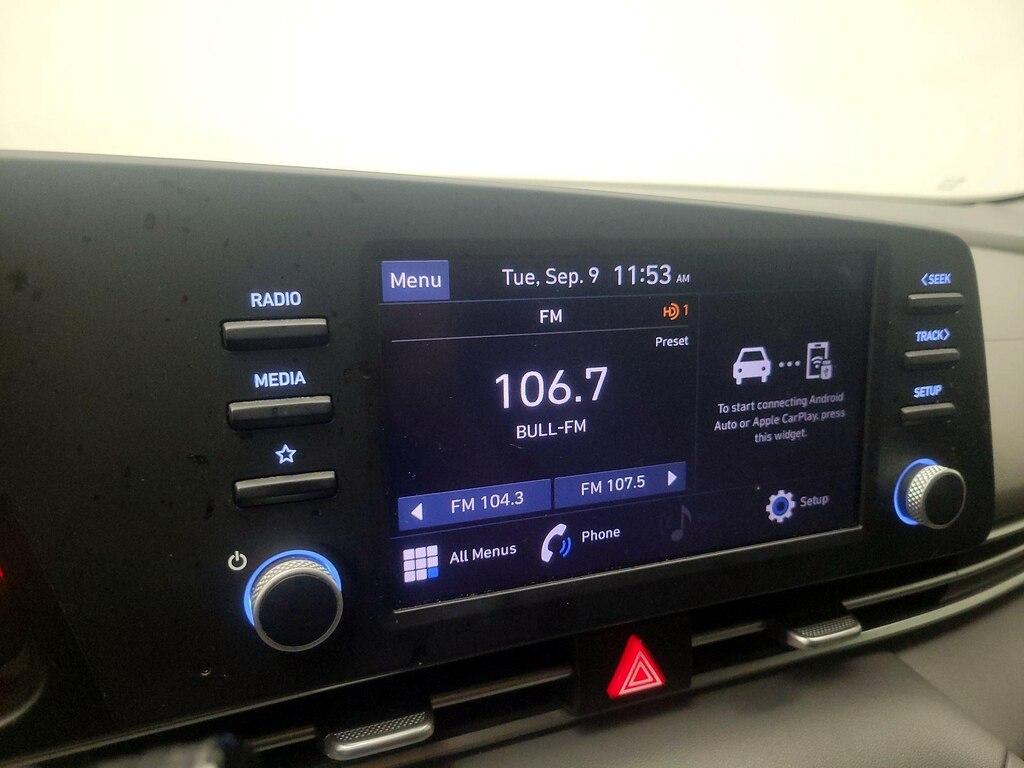 RADIO
MEDIA
Menu
Tue, Sep. 9 11:53 AM
FM
HD 1
Preset
106.7
BULL-FM
FM 104.3
FM 107.5
All Menus
Phone
To start connecting Android
Auto or Apple CarPlay, press
this widget.
Setup
<SEEK
TRACK>
SETUP